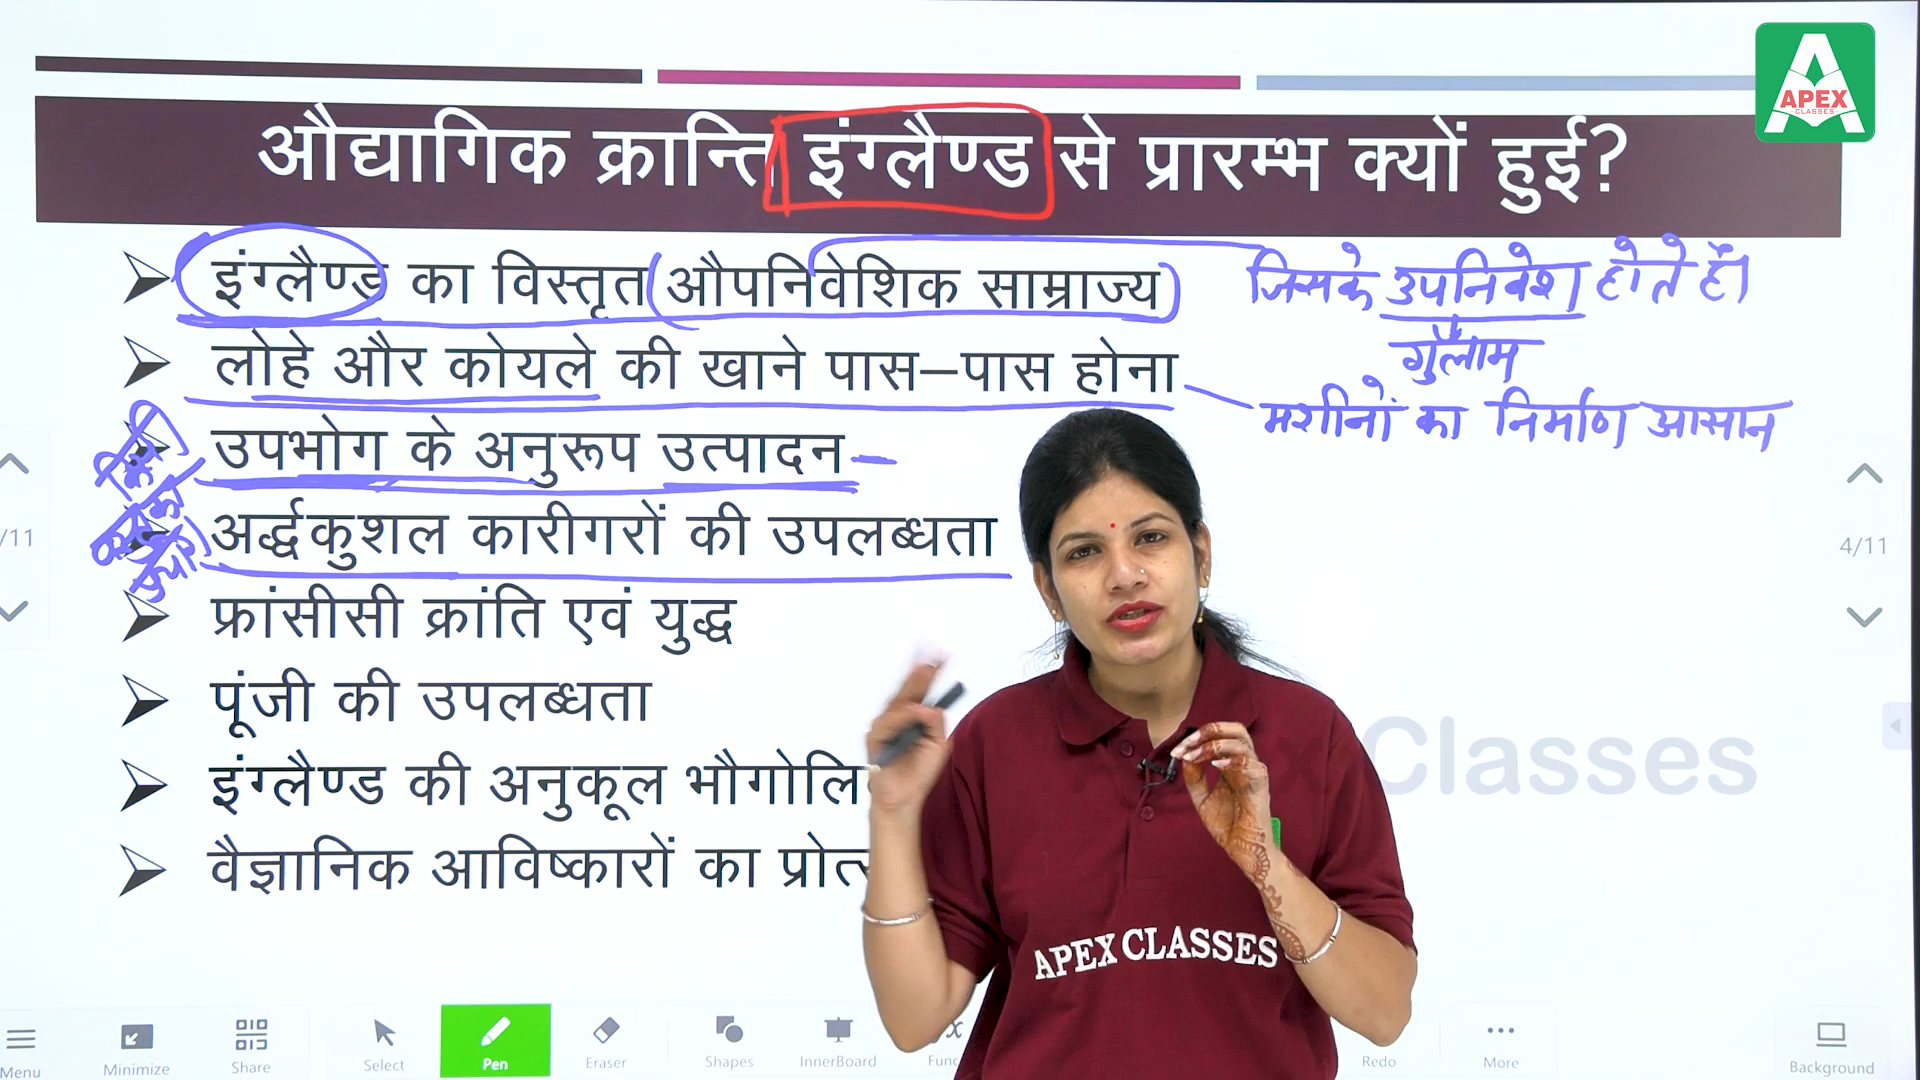 APEX
CLASSES
औद्यागिक क्रान्ति इंग्लैण्ड से प्रारम्भ क्यों हुई?
इंग्लैण्ड का विस्तृत (औपनिवेशिक साम्राज्य) जिसके उपनिवेश होते हैं।
गुलाम
लोहे और कोयले की खाने पास–पास होना
मशीनों का निर्माण आसान
उपभोग के अनुरूप उत्पादन
अर्द्धकुशल कारीगरों की उपलब्धता
फ्रांसीसी क्रांति एवं युद्ध
पूंजी की उपलब्धता
इंग्लैण्ड की अनुकूल
वैज्ञानिक आविष्कारों का
/11
4/11
Classes
APEX CLASSES
Menu Minimize Share Select Pen Eraser Shapes InnerBoard Redo More Background